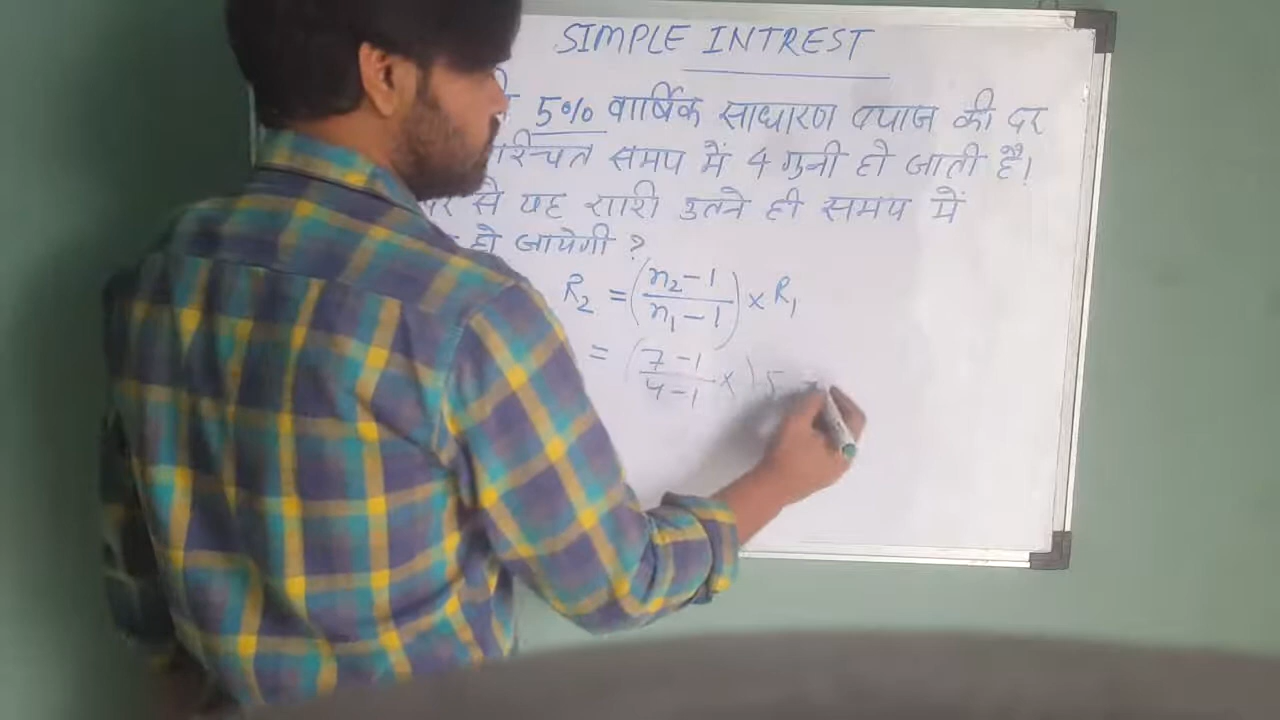 SIMPLE INTREST
5% वार्षिक साधारण बयाज की दर
समय में 4 गुनी हो जाती है।
से यह राशी उतने ही समय में
हो जायेगी ?
R₂ = (n₂-1 / n₁-1) × R₁
= (7-1 / 4-1 ×) 5